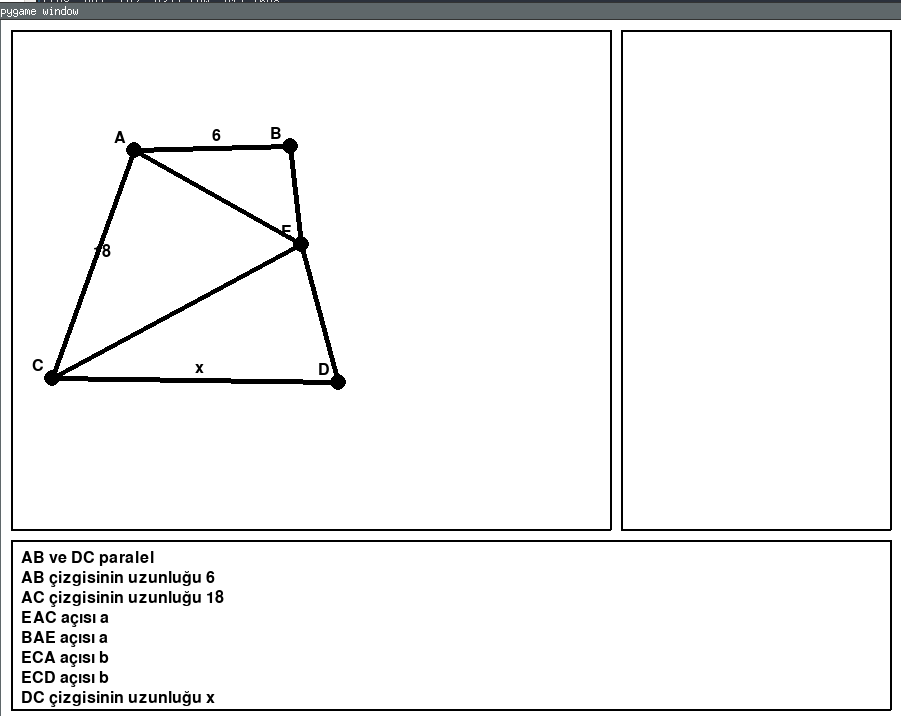 pygame window
A
6
B
E
18
C
x
D
AB ve DC paralel
AB çizgisinin uzunluğu 6
AC çizgisinin uzunluğu 18
EAC açısı a
BAE açısı a
ECA açısı b
ECD açısı b
DC çizgisinin uzunluğu x